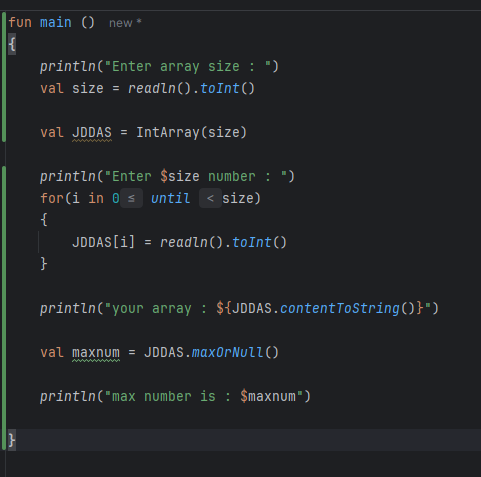 fun main () new *
{
println("Enter array size : ")
val size = readln().toInt()
val JDDAS = IntArray(size)
println("Enter $size number : ")
for(i in 0 ≤ until < size)
{
JDDAS[i] = readln().toInt()
}
println("your array : ${JDDAS.contentToString()}")
val maxnum = JDDAS.maxOrNull()
println("max number is : $maxnum")
}